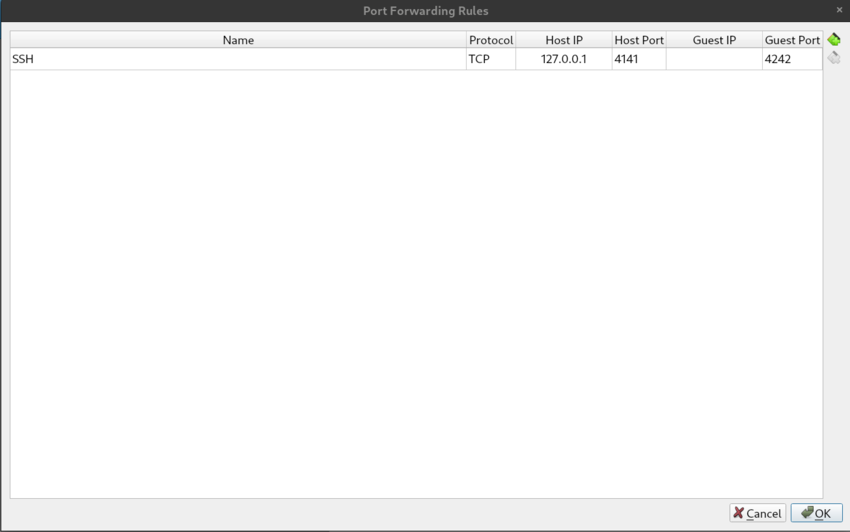 Port Forwarding Rules ×
Name Protocol Host IP Host Port Guest IP Guest Port
SSH TCP 127.0.0.1 4141 4242
Cancel OK